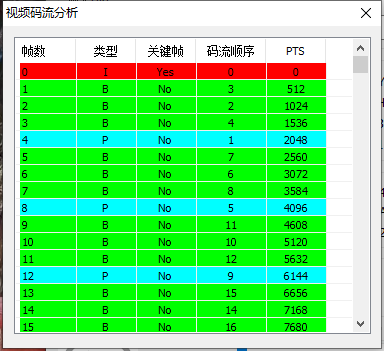 视频码流分析
帧数 类型 关键帧 码流顺序 PTS
0 I Yes 0 0
1 B No 3 512
2 B No 2 1024
3 B No 4 1536
4 P No 1 2048
5 B No 7 2560
6 B No 6 3072
7 B No 8 3584
8 P No 5 4096
9 B No 11 4608
10 B No 10 5120
11 B No 12 5632
12 P No 9 6144
13 B No 15 6656
14 B No 14 7168
15 B No 16 7680